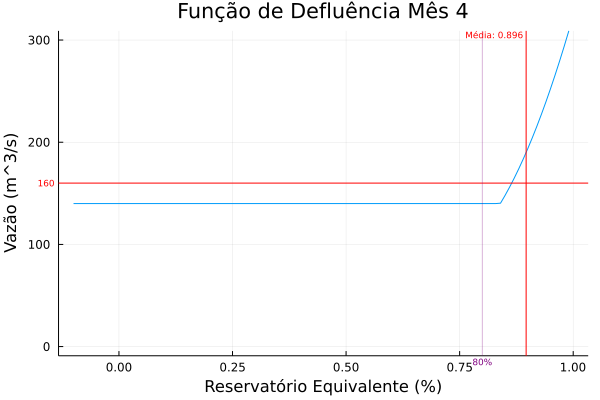 Função de Defluência Mês 4
Média: 0.896
300
200
160
100
0
Vazão (m^3/s)
0.00
0.25
0.50
0.75
80%
1.00
Reservatório Equivalente (%)